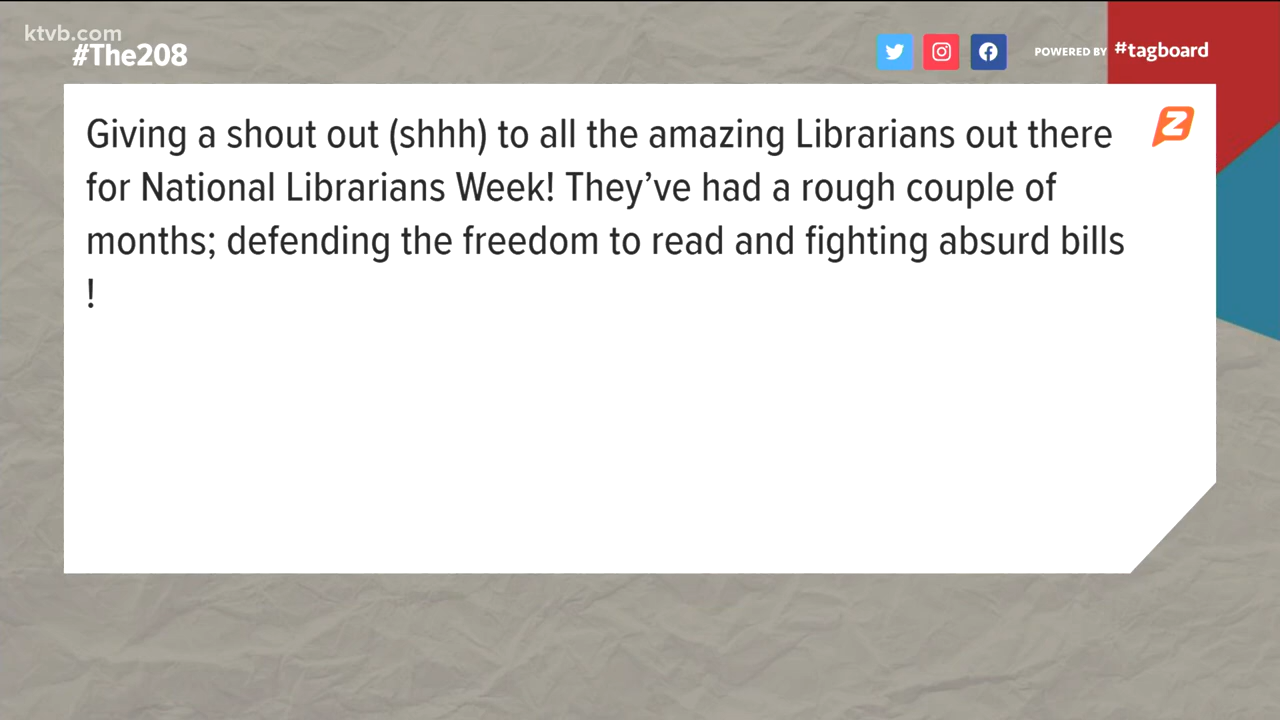 ktvb.com
#The208
POWERED BY #tagboard
Giving a shout out (shhh) to all the amazing Librarians out there
for National Librarians Week! They’ve had a rough couple of
months; defending the freedom to read and fighting absurd bills
!